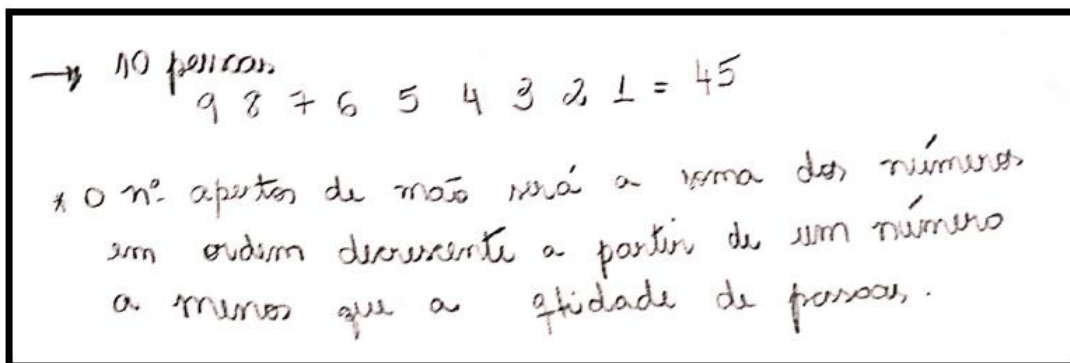 → 10 pessoas
9 8 7 6 5 4 3 2 1 = 45
* O nº apertos de mão será a soma dos números
em ordem decrescente a partir de um número
a menos que a qtidade de pessoas.